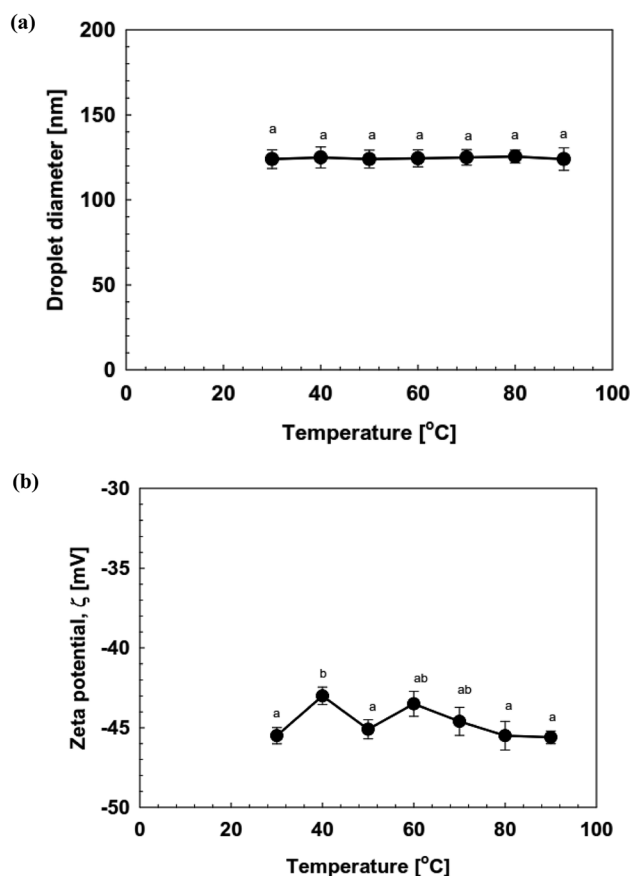 (a)
200
150
100
50
0
Droplet diameter [nm]
a a a a a a a
0 20 40 60 80 100
Temperature [°C]
(b)
-30
-35
-40
-45
-50
Zeta potential, ζ [mV]
a b a ab ab a a
0 20 40 60 80 100
Temperature [°C]